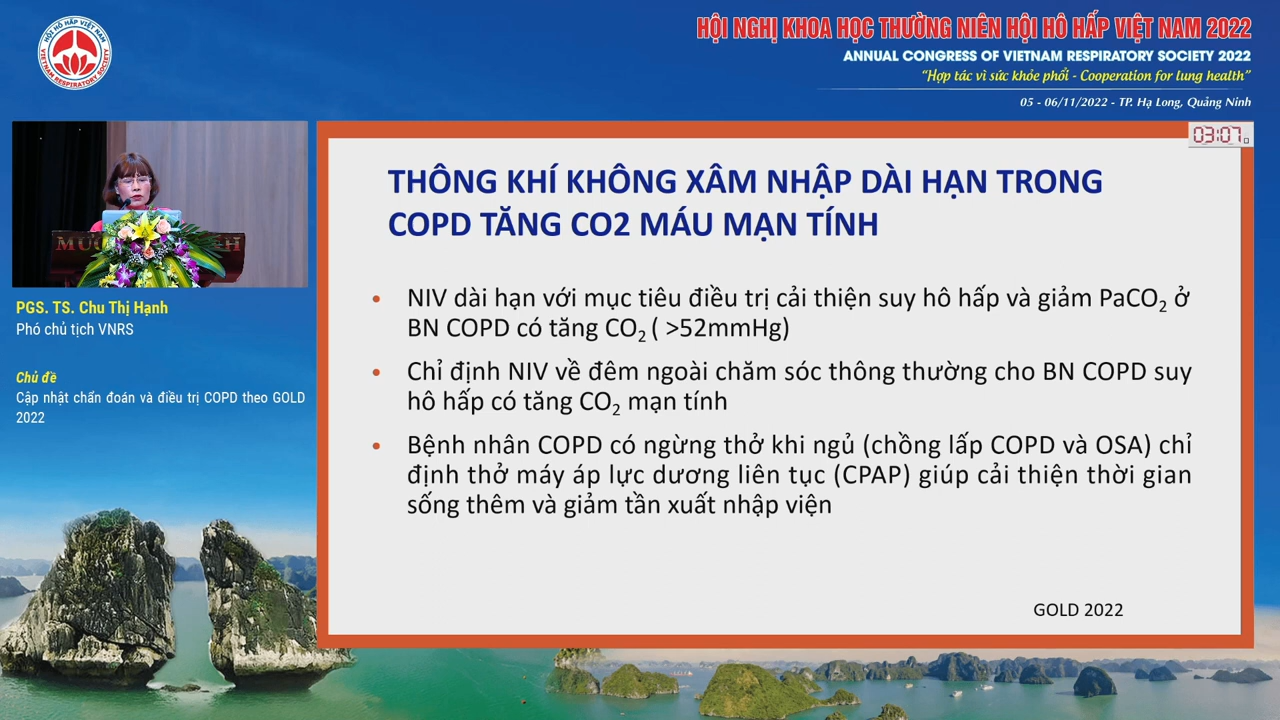 HỘI HÔ HẤP VIỆT NAM
VIETNAM RESPIRATORY SOCIETY
HỘI NGHỊ KHOA HỌC THƯỜNG NIÊN HỘI HÔ HẤP VIỆT NAM 2022
ANNUAL CONGRESS OF VIETNAM RESPIRATORY SOCIETY 2022
“Hợp tác vì sức khỏe phổi - Cooperation for lung health”
05 - 06/11/2022 - TP. Hạ Long, Quảng Ninh
03:07
PGS. TS. Chu Thị Hạnh
Phó chủ tịch VNRS
Chủ đề
Cập nhật chẩn đoán và điều trị COPD theo GOLD
2022
THÔNG KHÍ KHÔNG XÂM NHẬP DÀI HẠN TRONG
COPD TĂNG CO2 MÁU MẠN TÍNH
• NIV dài hạn với mục tiêu điều trị cải thiện suy hô hấp và giảm PaCO₂ ở
BN COPD có tăng CO₂ ( >52mmHg)
• Chỉ định NIV về đêm ngoài chăm sóc thông thường cho BN COPD suy
hô hấp có tăng CO₂ mạn tính
• Bệnh nhân COPD có ngừng thở khi ngủ (chồng lấp COPD và OSA) chỉ
định thở máy áp lực dương liên tục (CPAP) giúp cải thiện thời gian
sống thêm và giảm tần xuất nhập viện
GOLD 2022